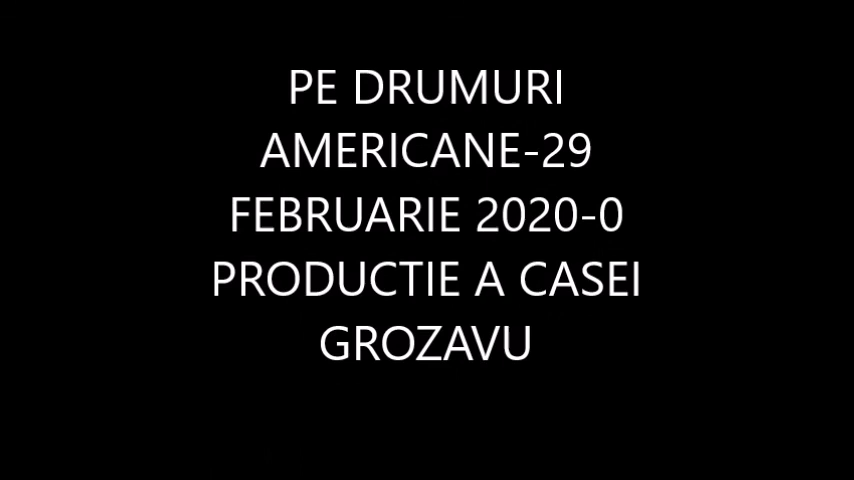 PE DRUMURI
AMERICANE-29
FEBRUARIE 2020-0
PRODUCTIE A CASEI
GROZAVU